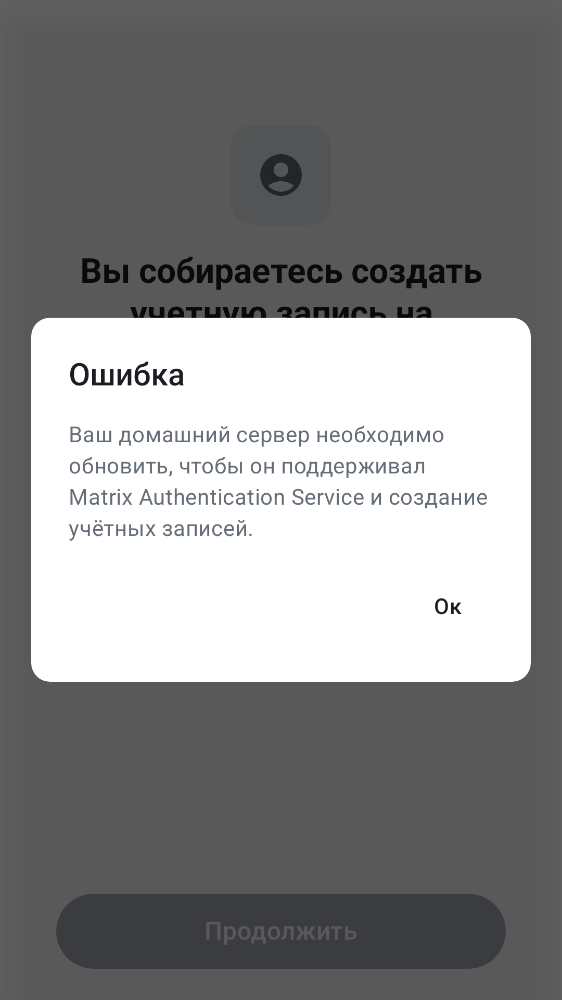 Вы собираетесь создать
учетную запись на
Ошибка
Ваш домашний сервер необходимо
обновить, чтобы он поддерживал
Matrix Authentication Service и создание
учётных записей.
Ок
Продолжить